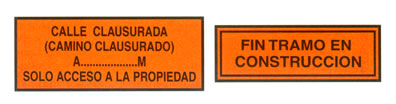 CALLE CLAUSURADA
(CAMINO CLAUSURADO)
A...................M
SOLO ACCESO A LA PROPIEDAD
FIN TRAMO EN
CONSTRUCCION